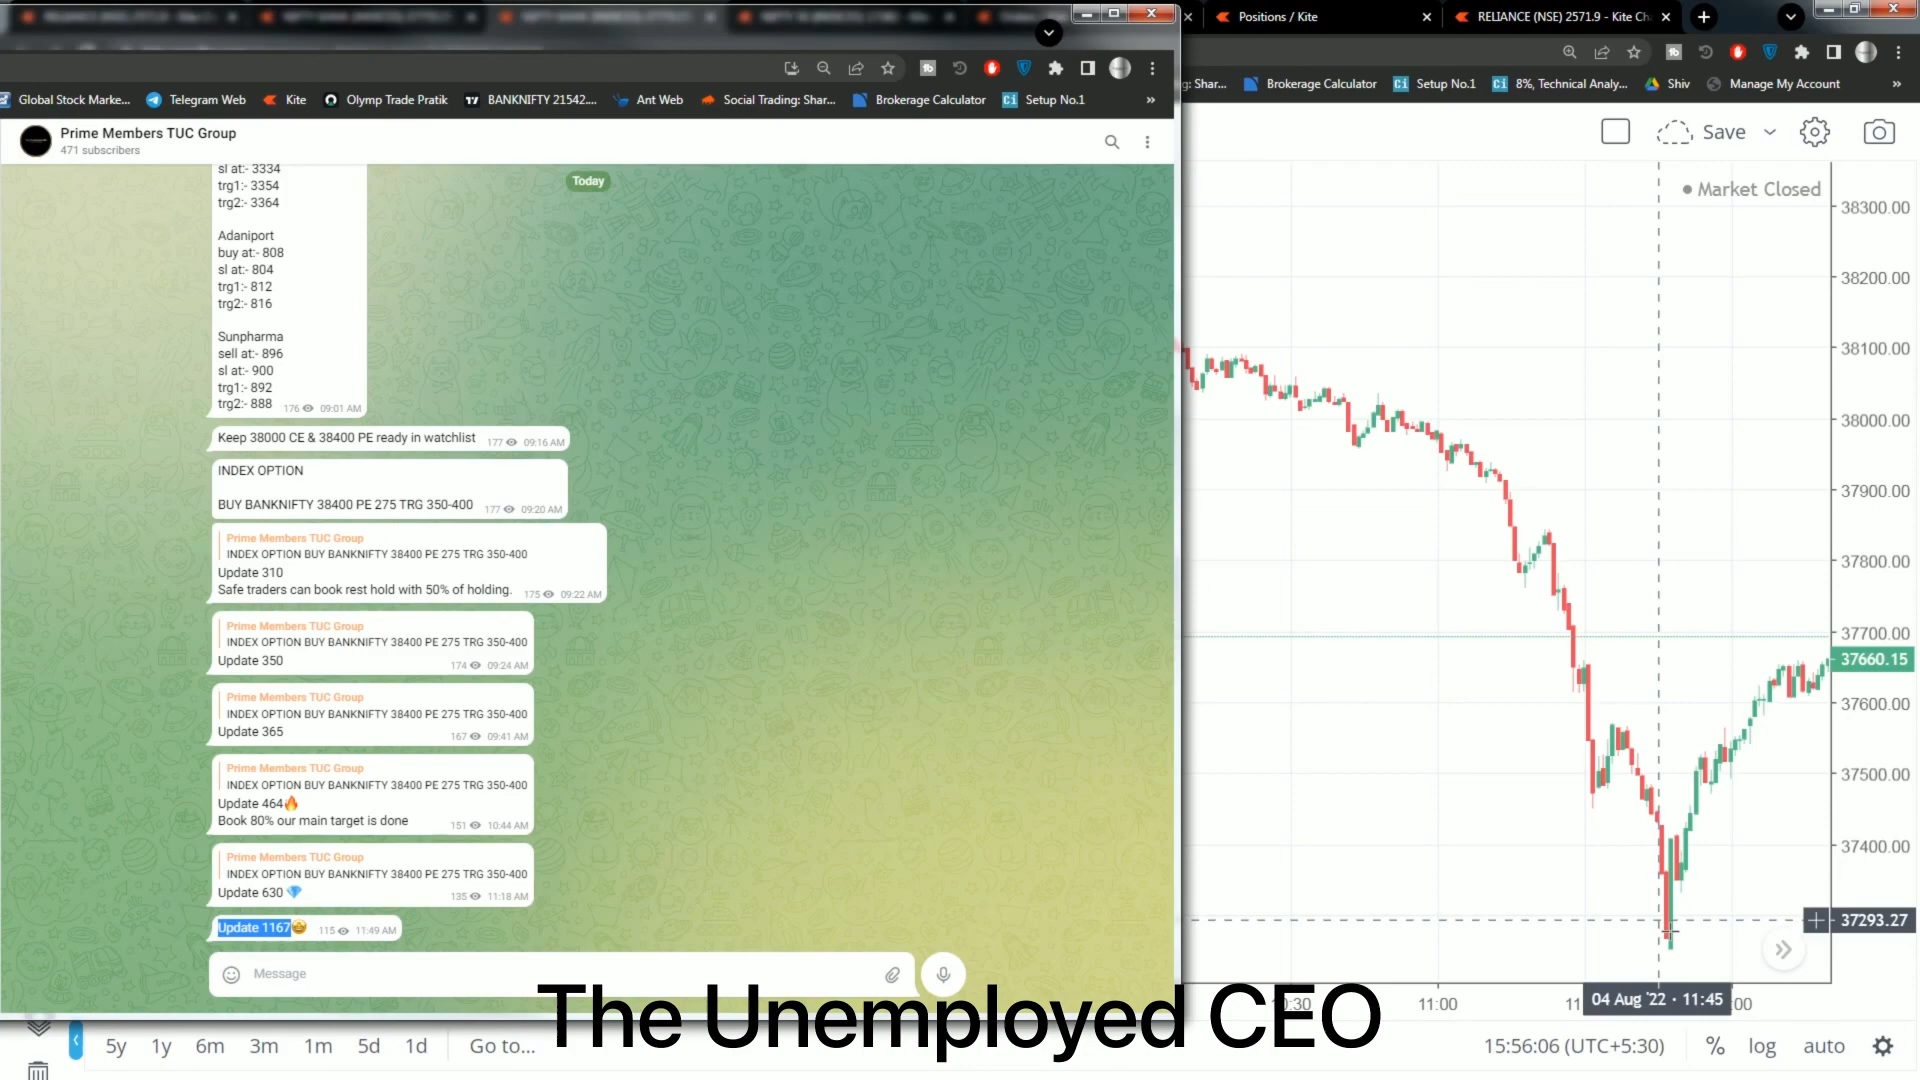 Positions / Kite
RELIANCE (NSE) 2571.9 - Kite Ch
Global Stock Marke...
Telegram Web
Kite
Olymp Trade Pratik
BANKNIFTY 21542....
Ant Web
Social Trading: Shar...
Brokerage Calculator
Setup No.1
»
g: Shar...
Brokerage Calculator
Setup No.1
8%, Technical Analy...
Shiv
Manage My Account
»
Prime Members TUC Group
471 subscribers
Save
Today
Market Closed
sl at:- 3334
trg1:- 3354
trg2:- 3364
Adaniport
buy at:- 808
sl at:- 804
trg1:- 812
trg2:- 816
Sunpharma
sell at:- 896
sl at:- 900
trg1:- 892
trg2:- 888 176 09:01 AM
Keep 38000 CE & 38400 PE ready in watchlist 177 09:16 AM
INDEX OPTION
BUY BANKNIFTY 38400 PE 275 TRG 350-400 177 09:20 AM
Prime Members TUC Group
INDEX OPTION BUY BANKNIFTY 38400 PE 275 TRG 350-400
Update 310
Safe traders can book rest hold with 50% of holding. 175 09:22 AM
Prime Members TUC Group
INDEX OPTION BUY BANKNIFTY 38400 PE 275 TRG 350-400
Update 350 174 09:24 AM
Prime Members TUC Group
INDEX OPTION BUY BANKNIFTY 38400 PE 275 TRG 350-400
Update 365 167 09:41 AM
Prime Members TUC Group
INDEX OPTION BUY BANKNIFTY 38400 PE 275 TRG 350-400
Update 464🔥
Book 80% our main target is done 151 10:44 AM
Prime Members TUC Group
INDEX OPTION BUY BANKNIFTY 38400 PE 275 TRG 350-400
Update 630 💎 135 11:18 AM
Update 1167🤩 115 11:49 AM
Message
38300.00
38200.00
38100.00
38000.00
37900.00
37800.00
37700.00
37660.15
37600.00
37500.00
37400.00
37293.27
:30 11:00 04 Aug '22 · 11:45 :00
The Unemployed CEO
5y 1y 6m 3m 1m 5d 1d Go to...
15:56:06 (UTC+5:30) % log auto